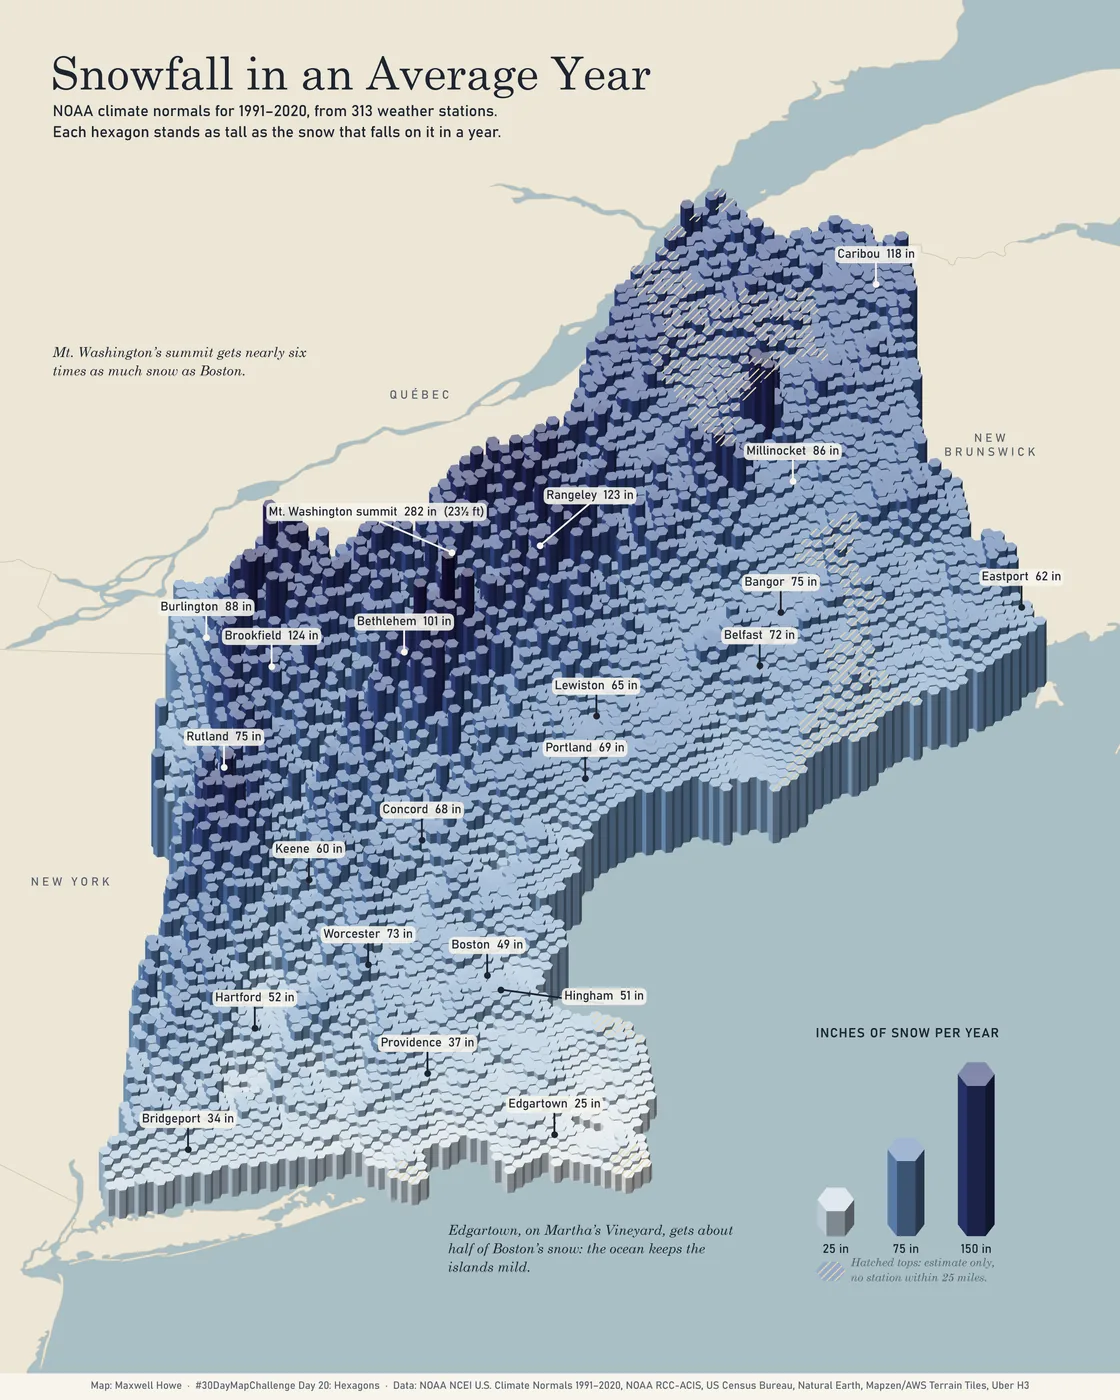 Snowfall in an Average Year
NOAA climate normals for 1991–2020, from 313 weather stations.
Each hexagon stands as tall as the snow that falls on it in a year.
Caribou 118 in
Mt. Washington's summit gets nearly six
times as much snow as Boston.
QUÉBEC
NEW
BRUNSWICK
Millinocket 86 in
Rangeley 123 in
Mt. Washington summit 282 in (23½ ft)
Eastport 62 in
Bangor 75 in
Burlington 88 in
Bethlehem 101 in
Brookfield 124 in
Belfast 72 in
Lewiston 65 in
Rutland 75 in
Portland 69 in
Concord 68 in
Keene 60 in
NEW YORK
Worcester 73 in
Boston 49 in
Hartford 52 in
Hingham 51 in
Providence 37 in
INCHES OF SNOW PER YEAR
Edgartown 25 in
Bridgeport 34 in
Edgartown, on Martha's Vineyard, gets about
half of Boston's snow: the ocean keeps the
islands mild.
25 in
75 in
150 in
Hatched tops: estimate only,
no station within 25 miles.
Map: Maxwell Howe · #30DayMapChallenge Day 20: Hexagons · Data: NOAA NCEI U.S. Climate Normals 1991–2020, NOAA RCC-ACIS, US Census Bureau, Natural Earth, Mapzen/AWS Terrain Tiles, Uber H3